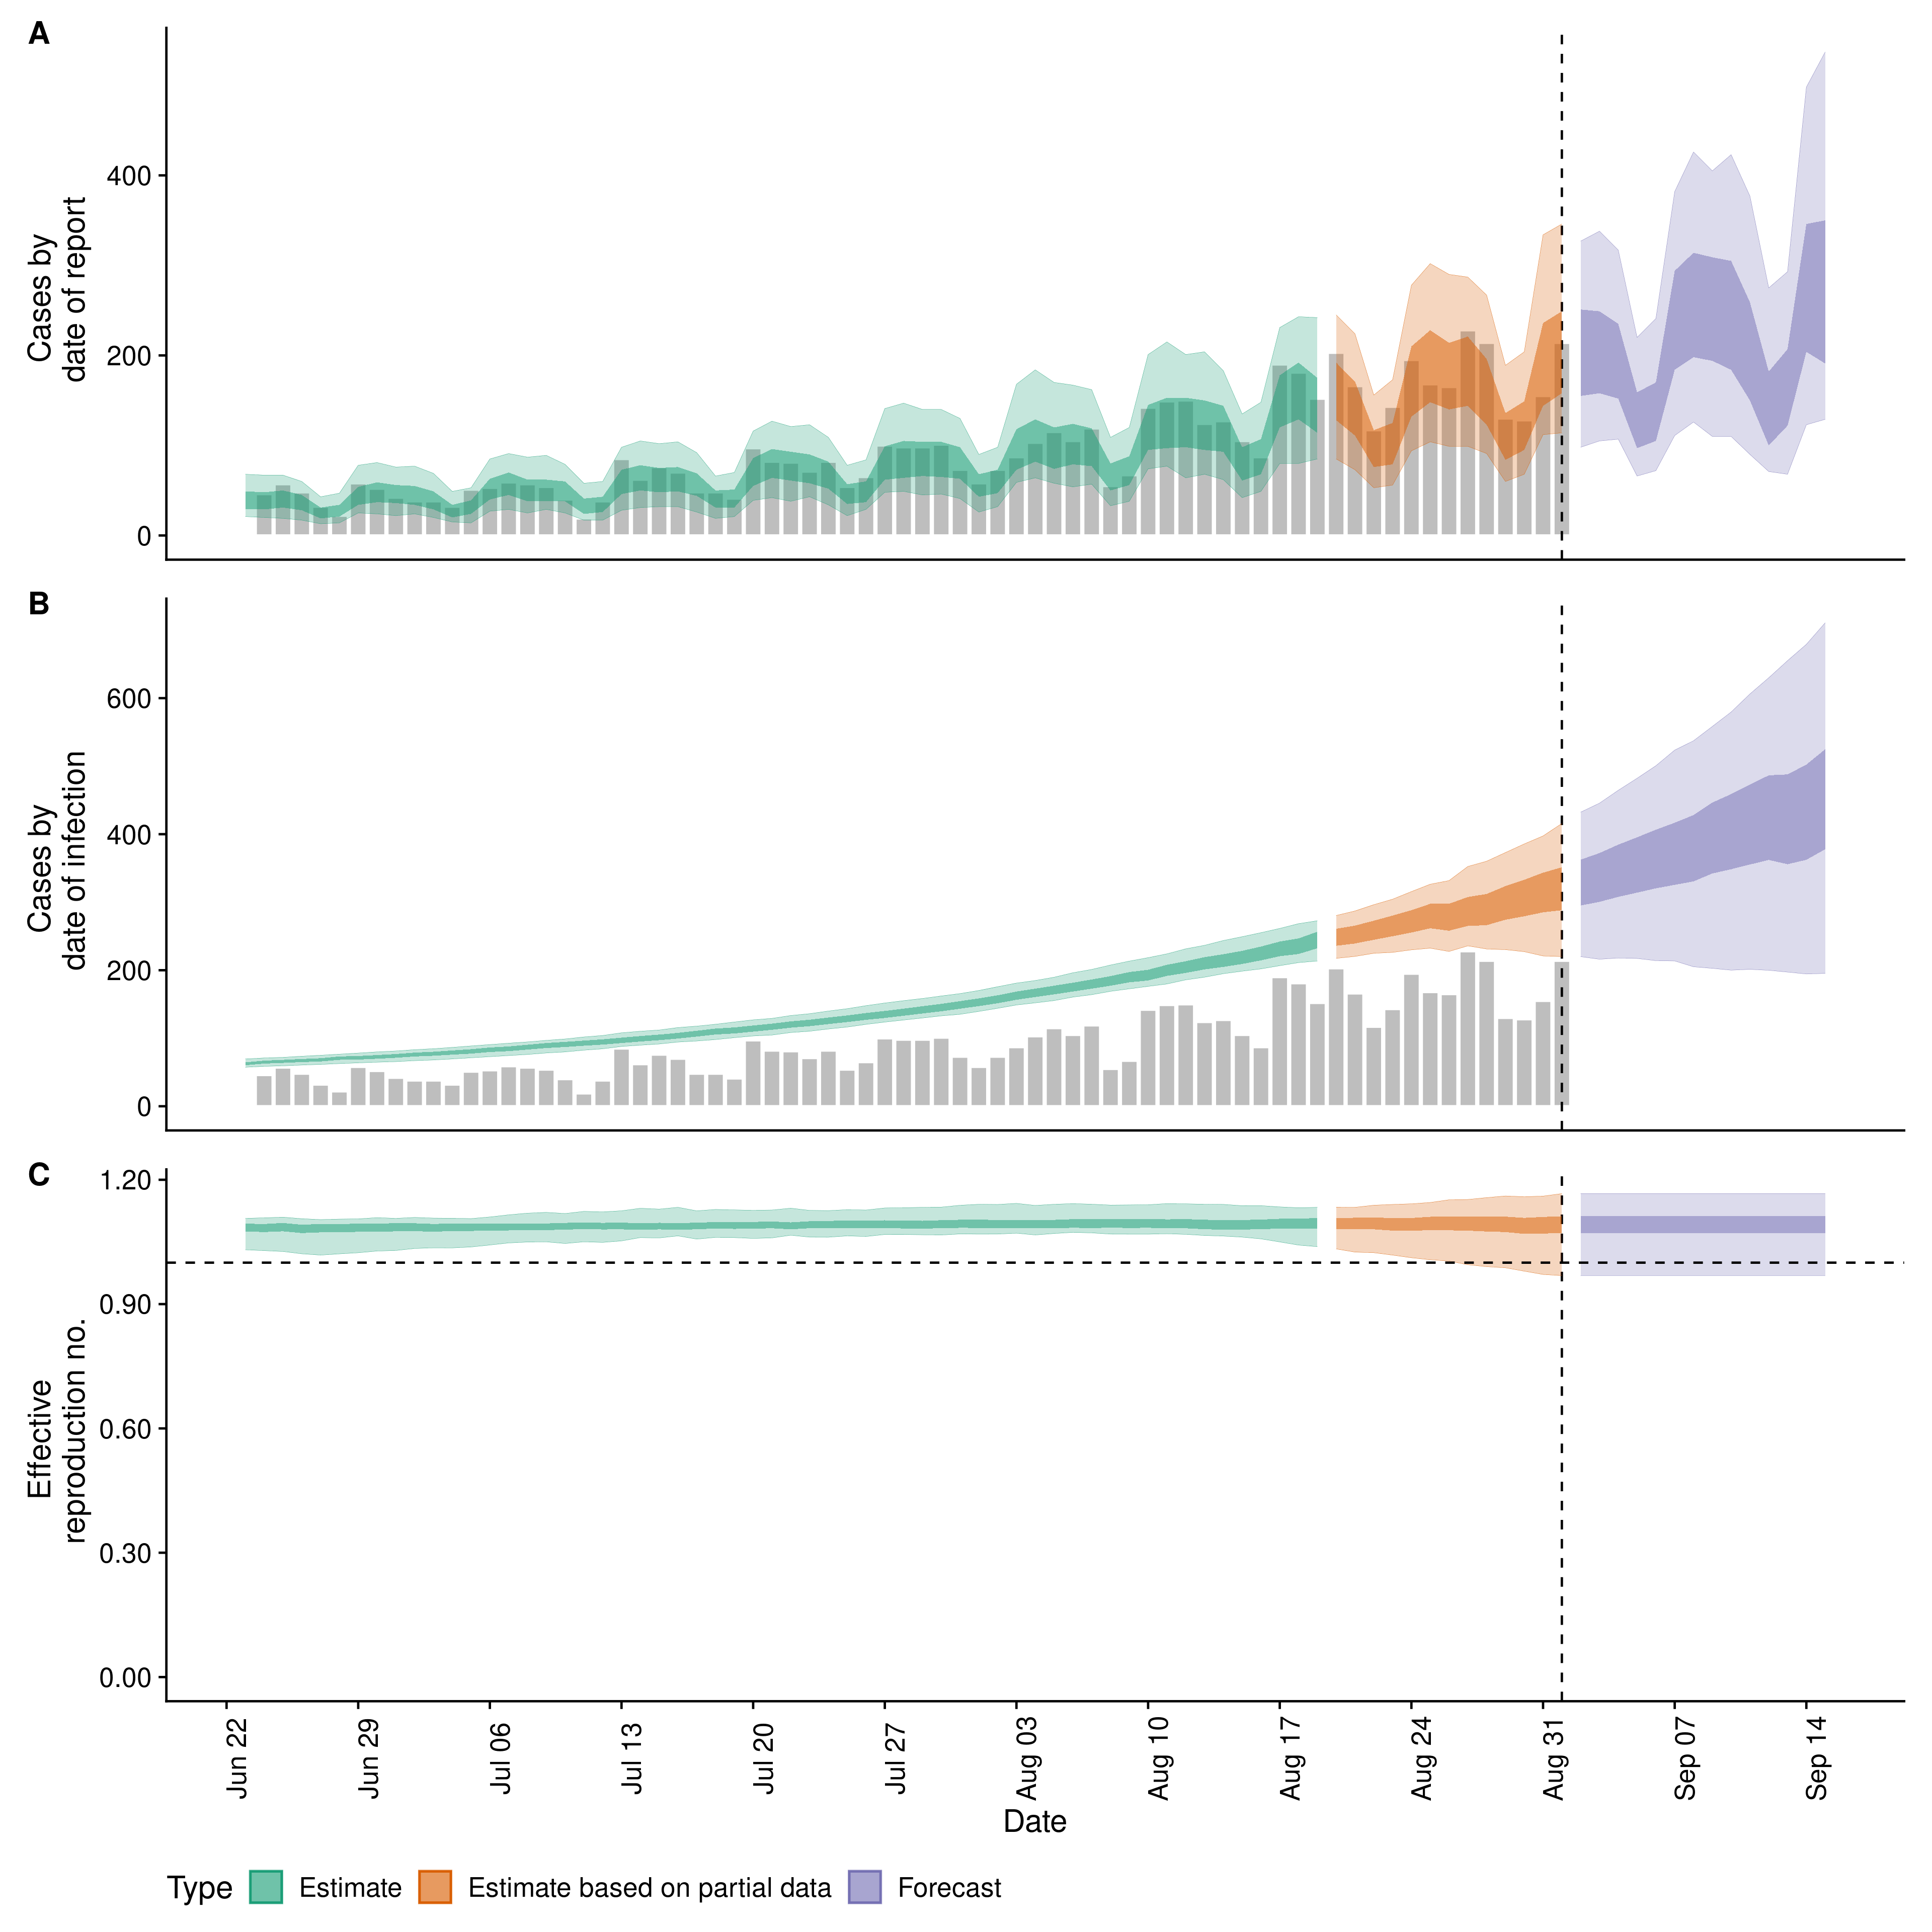 A
Cases by
date of report
400
200
0
B
Cases by
date of infection
600
400
200
0
C
Effective
reproduction no.
1.20
0.90
0.60
0.30
0.00
Jun 22
Jun 29
Jul 06
Jul 13
Jul 20
Jul 27
Aug 03
Aug 10
Aug 17
Aug 24
Aug 31
Sep 07
Sep 14
Date
Type Estimate Estimate based on partial data Forecast